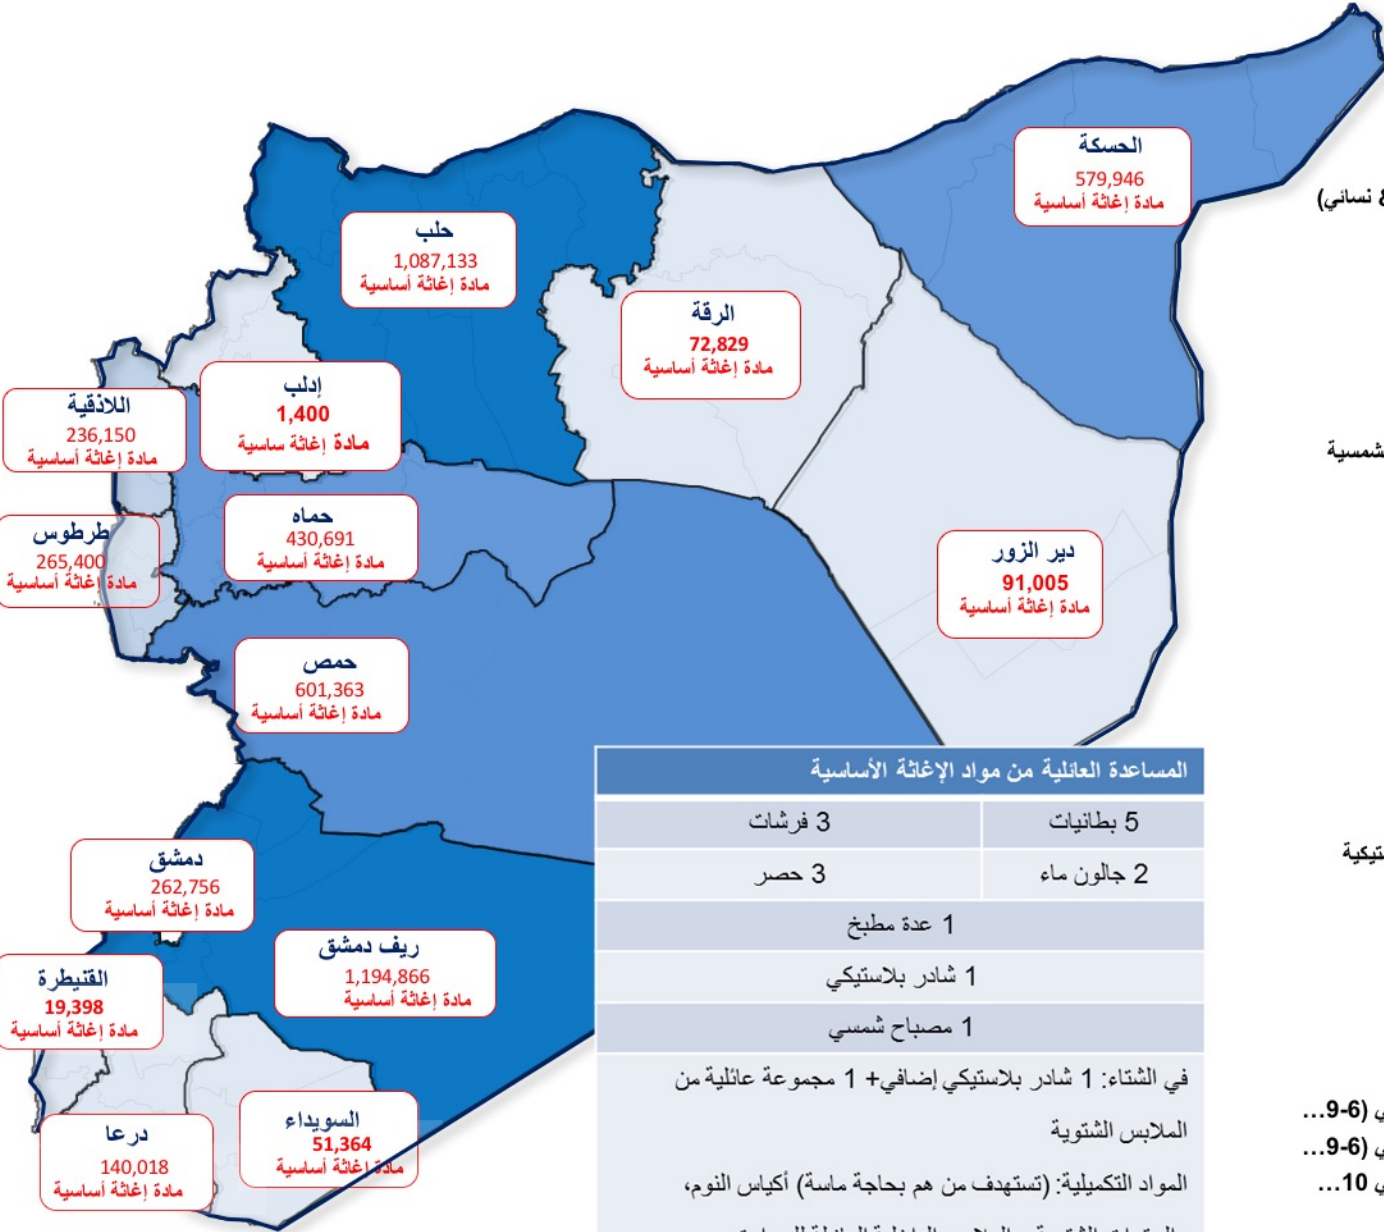 الحسكة
579,946
مادة إغاثة أساسية
نسائي)
حلب
1,087,133
مادة إغاثة أساسية
الرقة
72,829
مادة إغاثة أساسية
إدلب
1,400
مادة إغاثة ساسية
اللاذقية
236,150
مادة إغاثة أساسية
حماه
430,691
مادة إغاثة أساسية
طرطوس
265,400
مادة إغاثة أساسية
دير الزور
91,005
مادة إغاثة أساسية
حمص
601,363
مادة إغاثة أساسية
المساعدة العائلية من مواد الإغاثة الأساسية
5 بطانيات
3 فرشات
2 جالون ماء
3 حصر
1 عدة مطبخ
1 شادر بلاستيكي
1 مصباح شمسي
في الشتاء: 1 شادر بلاستيكي إضافي+ 1 مجموعة عائلية من
الملابس الشتوية
المواد التكميلية: (تستهدف من هم بحاجة ماسة) أكياس النوم،
دمشق
262,756
مادة إغاثة أساسية
ريف دمشق
1,194,866
مادة إغاثة أساسية
القنيطرة
19,398
مادة إغاثة أساسية
السويداء
51,364
مادة إغاثة أساسية
درعا
140,018
مادة إغاثة أساسية
ي (6-9...
ي (6-9...
ي 10...